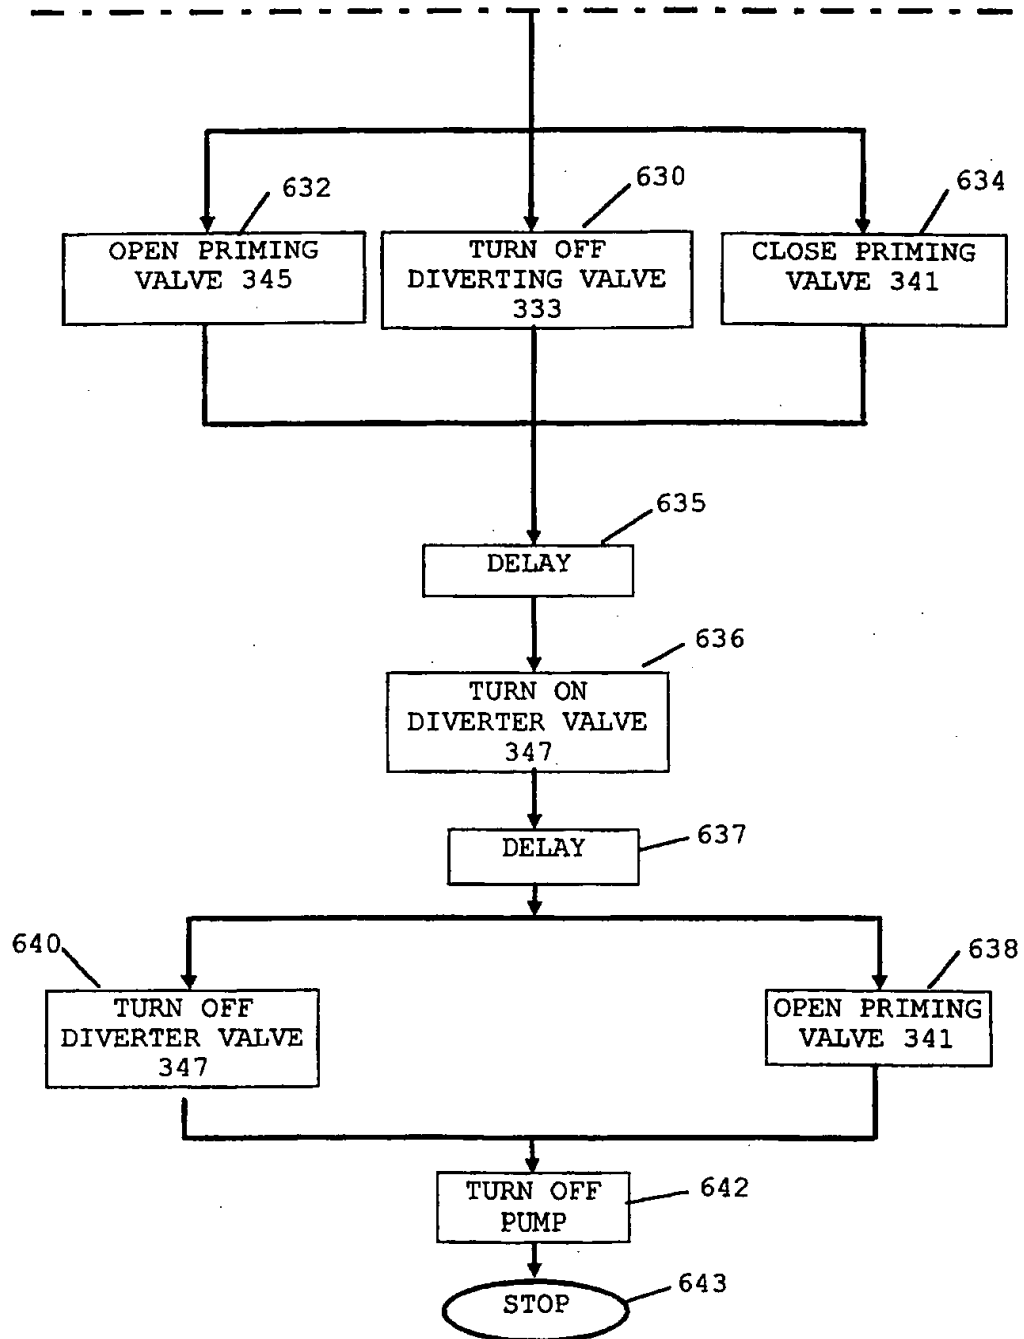 632
630
634
OPEN PRIMING
VALVE 345
TURN OFF
DIVERTING VALVE
333
CLOSE PRIMING
VALVE 341
635
DELAY
636
TURN ON
DIVERTER VALVE
347
DELAY
637
640
638
TURN OFF
DIVERTER VALVE
347
OPEN PRIMING
VALVE 341
TURN OFF
PUMP
642
STOP
643